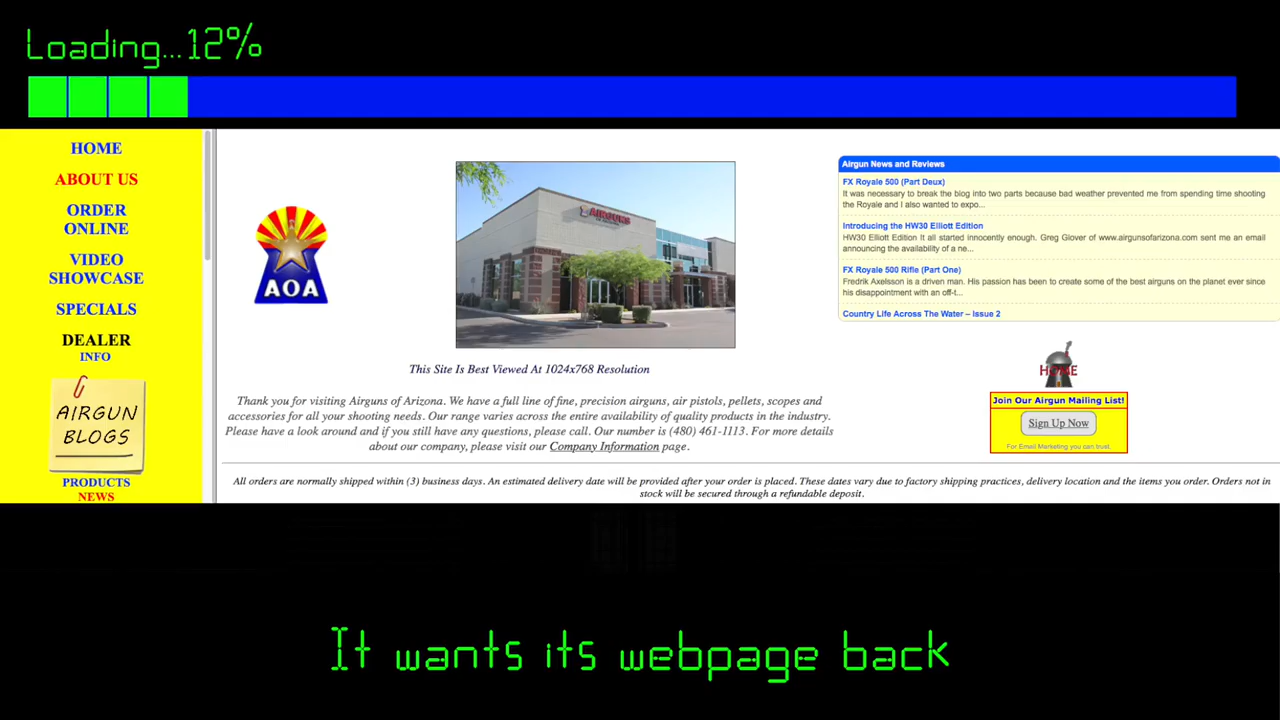 Loading...12%
HOME
ABOUT US
ORDER
ONLINE
VIDEO
SHOWCASE
SPECIALS
DEALER
INFO
AIRGUN
BLOGS
PRODUCTS
NEWS
AOA
AIRGUNS
This Site Is Best Viewed At 1024x768 Resolution
Thank you for visiting Airguns of Arizona. We have a full line of fine, precision airguns, air pistols, pellets, scopes and
accessories for all your shooting needs. Our range varies across the entire availability of quality products in the industry.
Please have a look around and if you still have any questions, please call. Our number is (480) 461-1113. For more details
about our company, please visit our Company Information page.
Airgun News and Reviews
FX Royale 500 (Part Deux)
It was necessary to break the blog into two parts because bad weather prevented me from spending time shooting
the Royale and I also wanted to expo...
Introducing the HW30 Elliott Edition
HW30 Elliott Edition It all started innocently enough. Greg Glover of www.airgunsofarizona.com sent me an email
announcing the availability of a ne...
FX Royale 500 Rifle (Part One)
Fredrik Axelsson is a driven man. His passion has been to create some of the best airguns on the planet ever since
his disappointment with an off-t...
Country Life Across The Water – Issue 2
HOME
Join Our Airgun Mailing List!
Sign Up Now
For Email Marketing you can trust.
All orders are normally shipped within (3) business days. An estimated delivery date will be provided after your order is placed. These dates vary due to factory shipping practices, delivery location and the items you order. Orders not in
stock will be secured through a refundable deposit.
It wants its webpage back